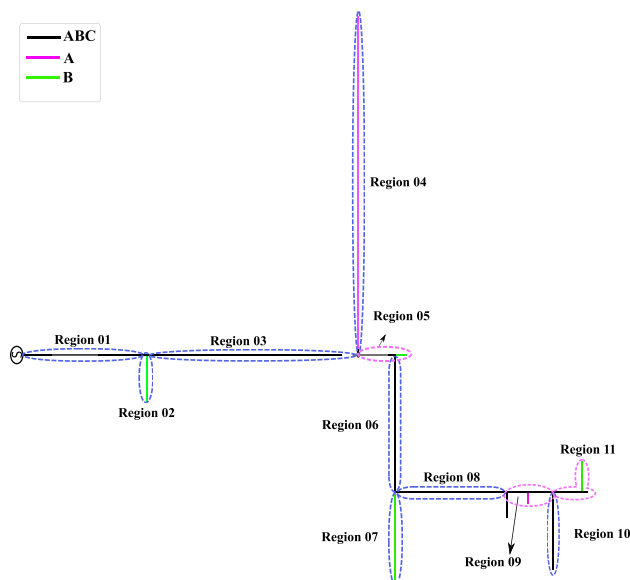 ABC
A
B
Region 04
Region 05
Region 01
Region 03
S
Region 02
Region 06
Region 11
Region 08
Region 07
Region 10
Region 09